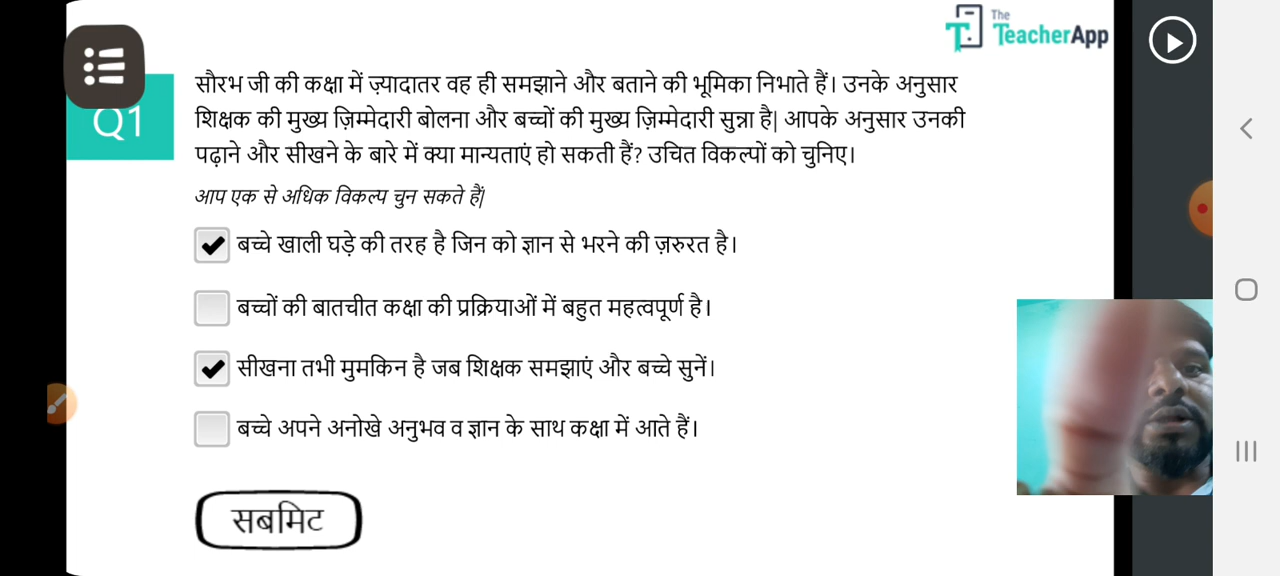 The
TeacherApp
Q1
सौरभ जी की कक्षा में ज़्यादातर वह ही समझाने और बताने की भूमिका निभाते हैं। उनके अनुसार
शिक्षक की मुख्य ज़िम्मेदारी बोलना और बच्चों की मुख्य ज़िम्मेदारी सुन्ना है| आपके अनुसार उनकी
पढ़ाने और सीखने के बारे में क्या मान्यताएं हो सकती हैं? उचित विकल्पों को चुनिए।
आप एक से अधिक विकल्प चुन सकते हैं|
बच्चे खाली घड़े की तरह है जिन को ज्ञान से भरने की ज़रुरत है।
बच्चों की बातचीत कक्षा की प्रक्रियाओं में बहुत महत्वपूर्ण है।
सीखना तभी मुमकिन है जब शिक्षक समझाएं और बच्चे सुनें।
बच्चे अपने अनोखे अनुभव व ज्ञान के साथ कक्षा में आते हैं।
सबमिट